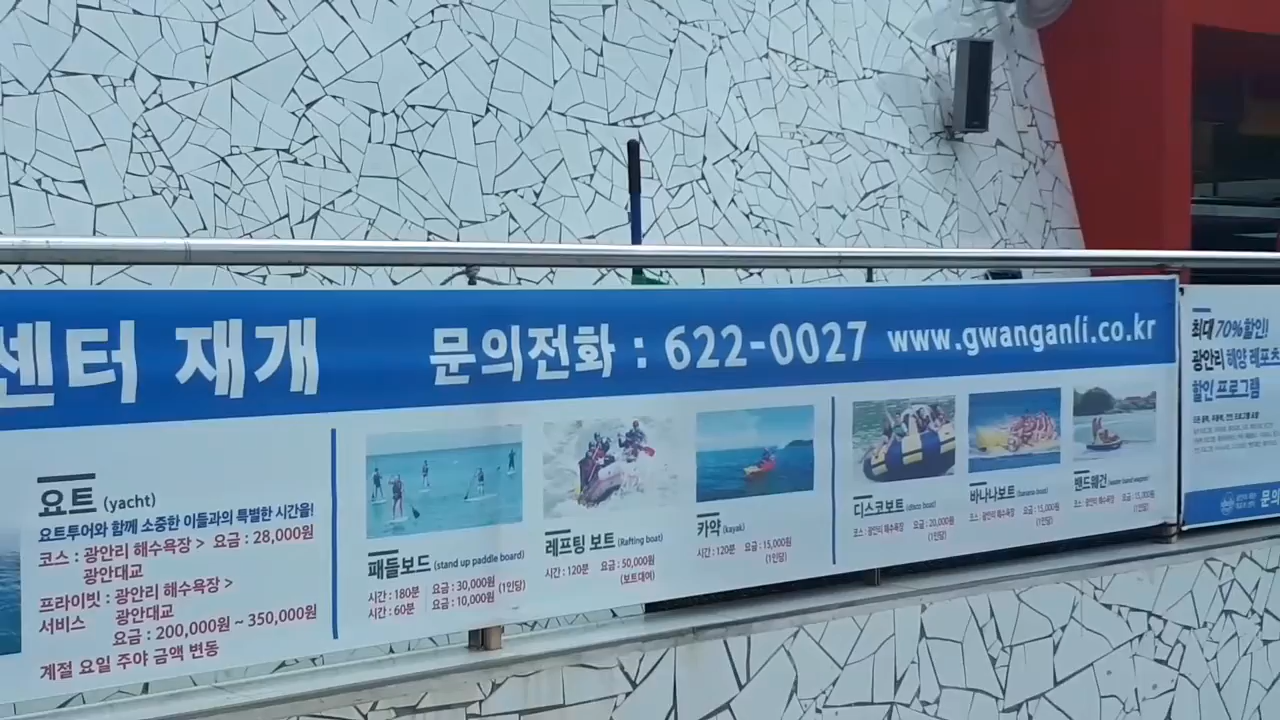 센터 재개 문의전화 : 622-0027 www.gwanganli.co.kr
요트 (yacht)
요트투어와 함께 소중한 이들과의 특별한 시간을!
코스 : 광안리 해수욕장 > 요금 : 28,000원
광안대교
프라이빗 : 광안리 해수욕장 >
서비스 광안대교
요금 : 200,000원 ~ 350,000원
계절 요일 주야 금액 변동
패들보드 (stand up paddle board)
시간 : 180분 요금 : 30,000원 (1인당)
시간 : 60분 요금 : 10,000원
레프팅 보트 (Rafting boat)
시간 : 120분 요금 : 50,000원
(보트대여)
카약 (kayak)
시간 : 120분 요금 : 15,000원
(1인당)
디스코보트 (disco boat)
코스 : 광안리 해수욕장 요금 : 20,000원
(1인당)
바나나보트 (banana boat)
코스 : 광안리 해수욕장 요금 : 15,000원
(1인당)
밴드웨건
코스 : 광안리 해수욕장 요금 : 15,000원
(1인당)
최대 70%할인!
광안리 해양 레포츠
할인 프로그램
문의